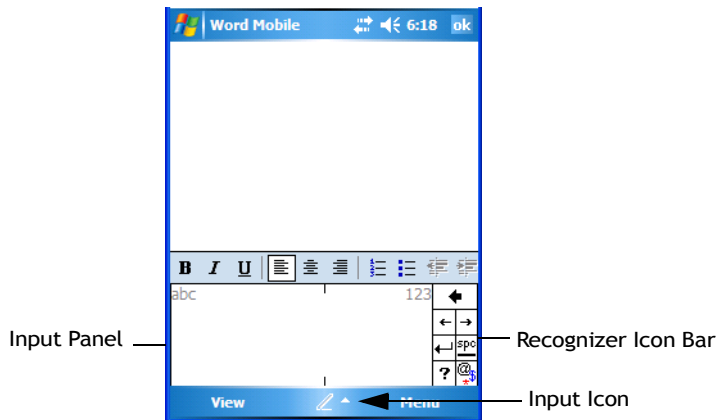 Word Mobile 6:18 ok
B I U
abc 123
Input Panel
Recognizer Icon Bar
spc
? @*$
Input Icon
View Menu